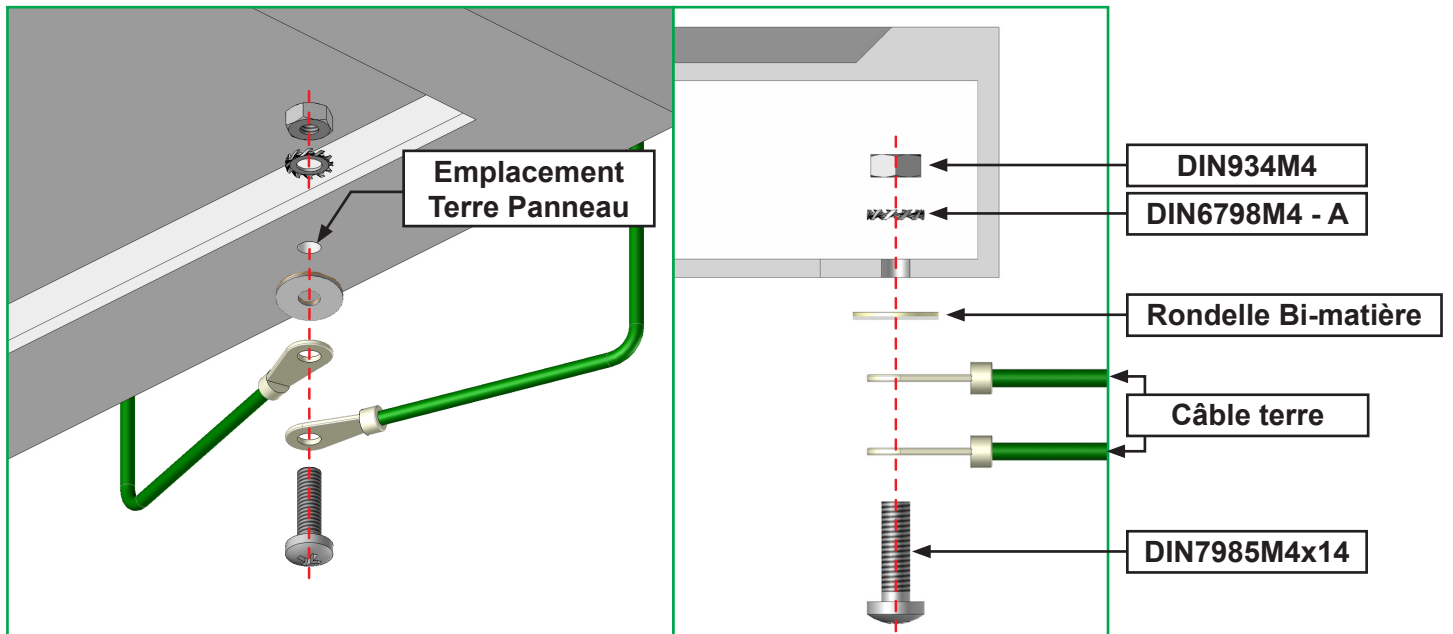 Emplacement
Terre Panneau
DIN934M4
DIN6798M4 - A
Rondelle Bi-matière
Câble terre
DIN7985M4x14